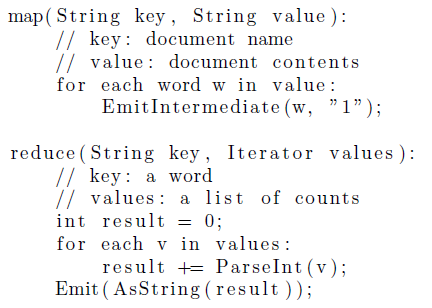 map(String key, String value):
// key: document name
// value: document contents
for each word w in value:
EmitIntermediate(w, ”1”);
reduce(String key, Iterator values):
// key: a word
// values: a list of counts
int result = 0;
for each v in values:
result += ParseInt(v);
Emit(AsString(result));